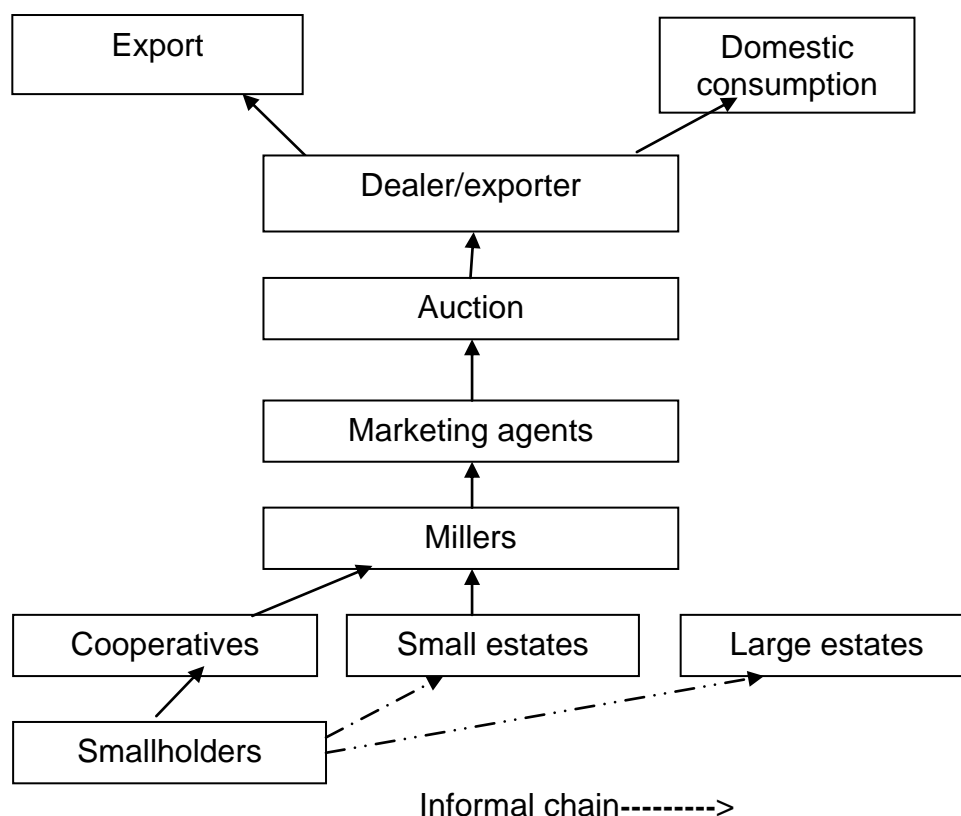 Export
Domestic
consumption
Dealer/exporter
Auction
Marketing agents
Millers
Cooperatives
Small estates
Large estates
Smallholders
Informal chain--------->